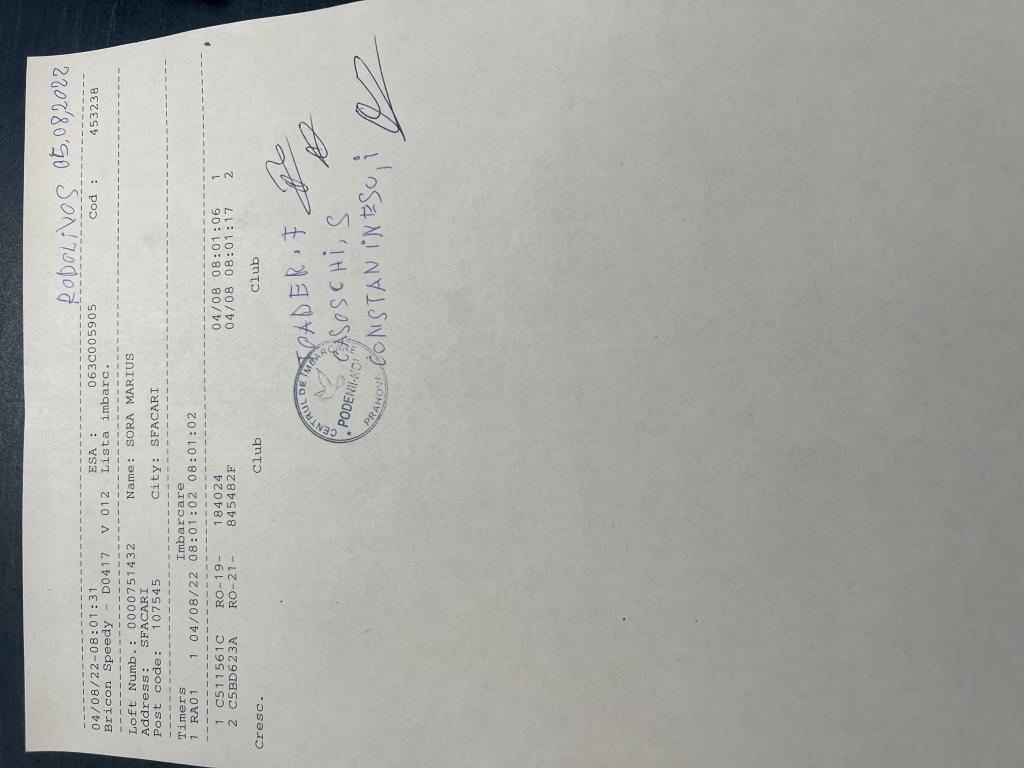 RODOLIVOS 05,08,2022
04/08/22-08:01:31 ESA : 063C005905 Cod : 453238
Bricon Speedy - D0417 V 012 Lista imbarc.
Loft Numb.: 0000751432 Name: SORA MARIUS
Address: SFACARI
Post code: 107545 City: SFACARI
Timers Imbarcare
1 RA01 1 04/08/22 08:01:02 08:01:02
1 C511561C RO-19- 184024 04/08 08:01:06 1
2 C5BD623A RO-21- 845482F 04/08 08:01:17 2
Cresc. Club Club
TOADER.F
CASOSCHI,S
CONSTANTINESC,I
CENTRUL DE IMBARCARE
PRAHOVA